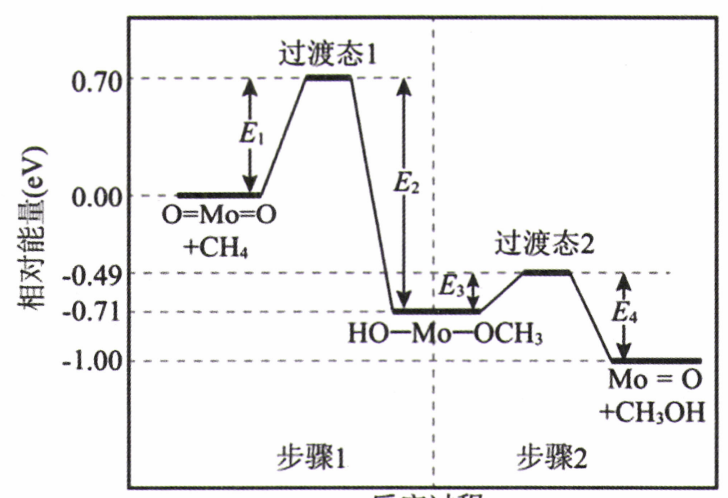 相对能量(eV)
0.70
0.00
-0.49
-0.71
-1.00
过渡态1
E₁
E₂
O=Mo=O
+CH₄
过渡态2
E₃
E₄
HO—Mo—OCH₃
Mo = O
+CH₃OH
步骤1
步骤2